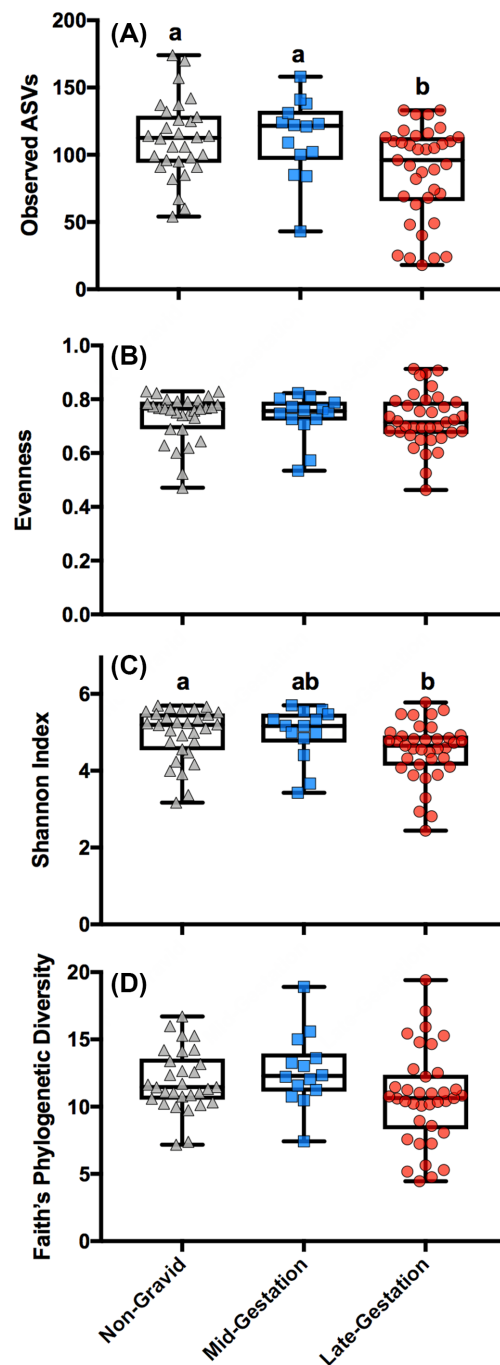 (A)
a
a
b
200
150
100
50
0
Observed ASVs
(B)
1.0
0.8
0.6
0.4
0.2
0.0
Evenness
(C)
a
ab
b
6
4
2
0
Shannon Index
(D)
20
15
10
5
0
Faith's Phylogenetic Diversity
Non-Gravid
Mid-Gestation
Late-Gestation